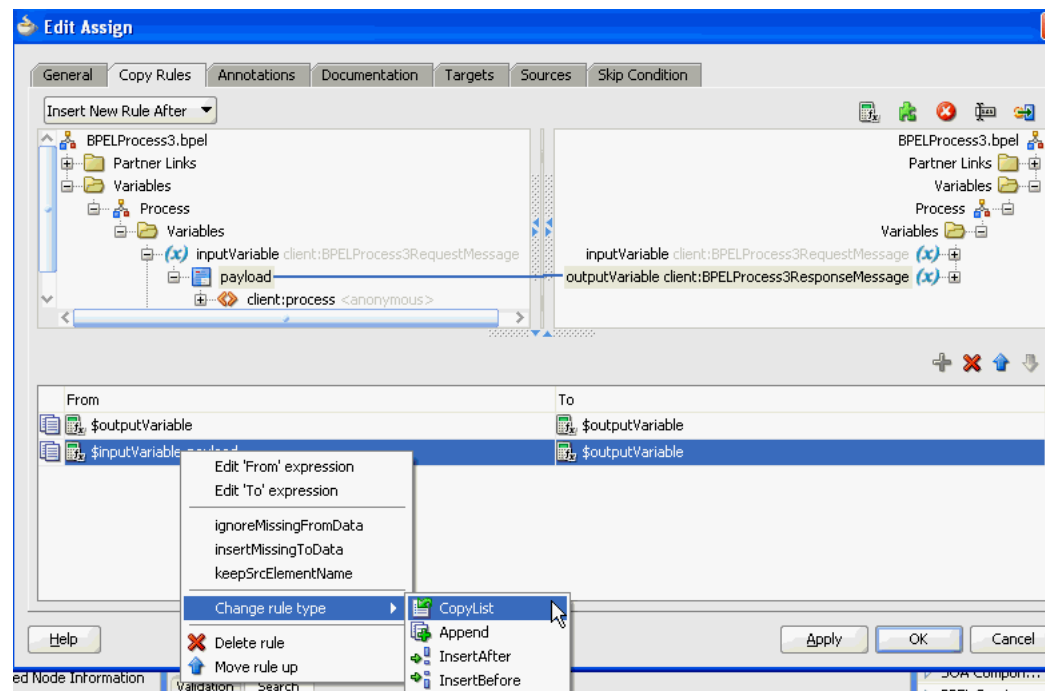 Edit Assign
General Copy Rules Annotations Documentation Targets Sources Skip Condition
Insert New Rule After
BPELProcess3.bpel
Partner Links
Variables
Process
Variables
inputVariable client:BPELProcess3RequestMessage
payload
client:process <anonymous>
BPELProcess3.bpel
Partner Links
Variables
Process
Variables
inputVariable client:BPELProcess3RequestMessage
outputVariable client:BPELProcess3ResponseMessage
From To
$outputVariable $outputVariable
$inputVariable.payload $outputVariable
Edit 'From' expression
Edit 'To' expression
ignoreMissingFromData
insertMissingToData
keepSrcElementName
Change rule type
Delete rule
Move rule up
CopyList
Append
InsertAfter
InsertBefore
Help Apply OK Cancel
ed Node Information Validation Search